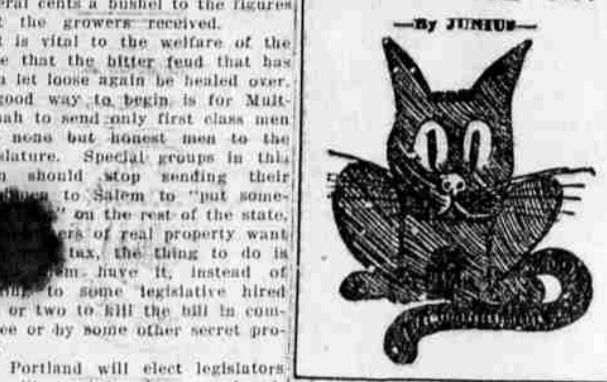 eral cents a bushel to the figures
t the growers received.
t is vital to the welfare of the
e that the bitter feud that has
n let loose again be healed over.
good way to begin is for Mult-
ah to send only first class men
none but honest men to the
slature. Special groups in this
n should stop sending their
to Salem to "put some-
" on the rest of the state.
ers of real property want
tax, the thing to do is
em have it, instead of
ing to some legislative hired
or two to kill the bill in com-
ee or by some other secret pro-
Portland will elect legislators
—By JUNIUS—